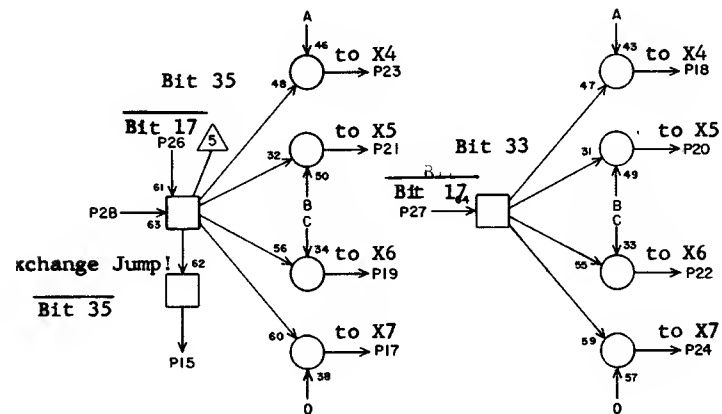 A
A
46
to X4
43
to X4
P23
P18
Bit 35
48
47
Bit 17
5
P26
to X5
to X5
32
P21
Bit 33
31
P20
50
49
61
Bit 17
B
B
P28
63
P27
64
C
C
xchange Jump!
62
56
34
to X6
55
33
to X6
P19
P22
Bit 35
60
to X7
59
to X7
P15
P17
P24
38
57
0
0